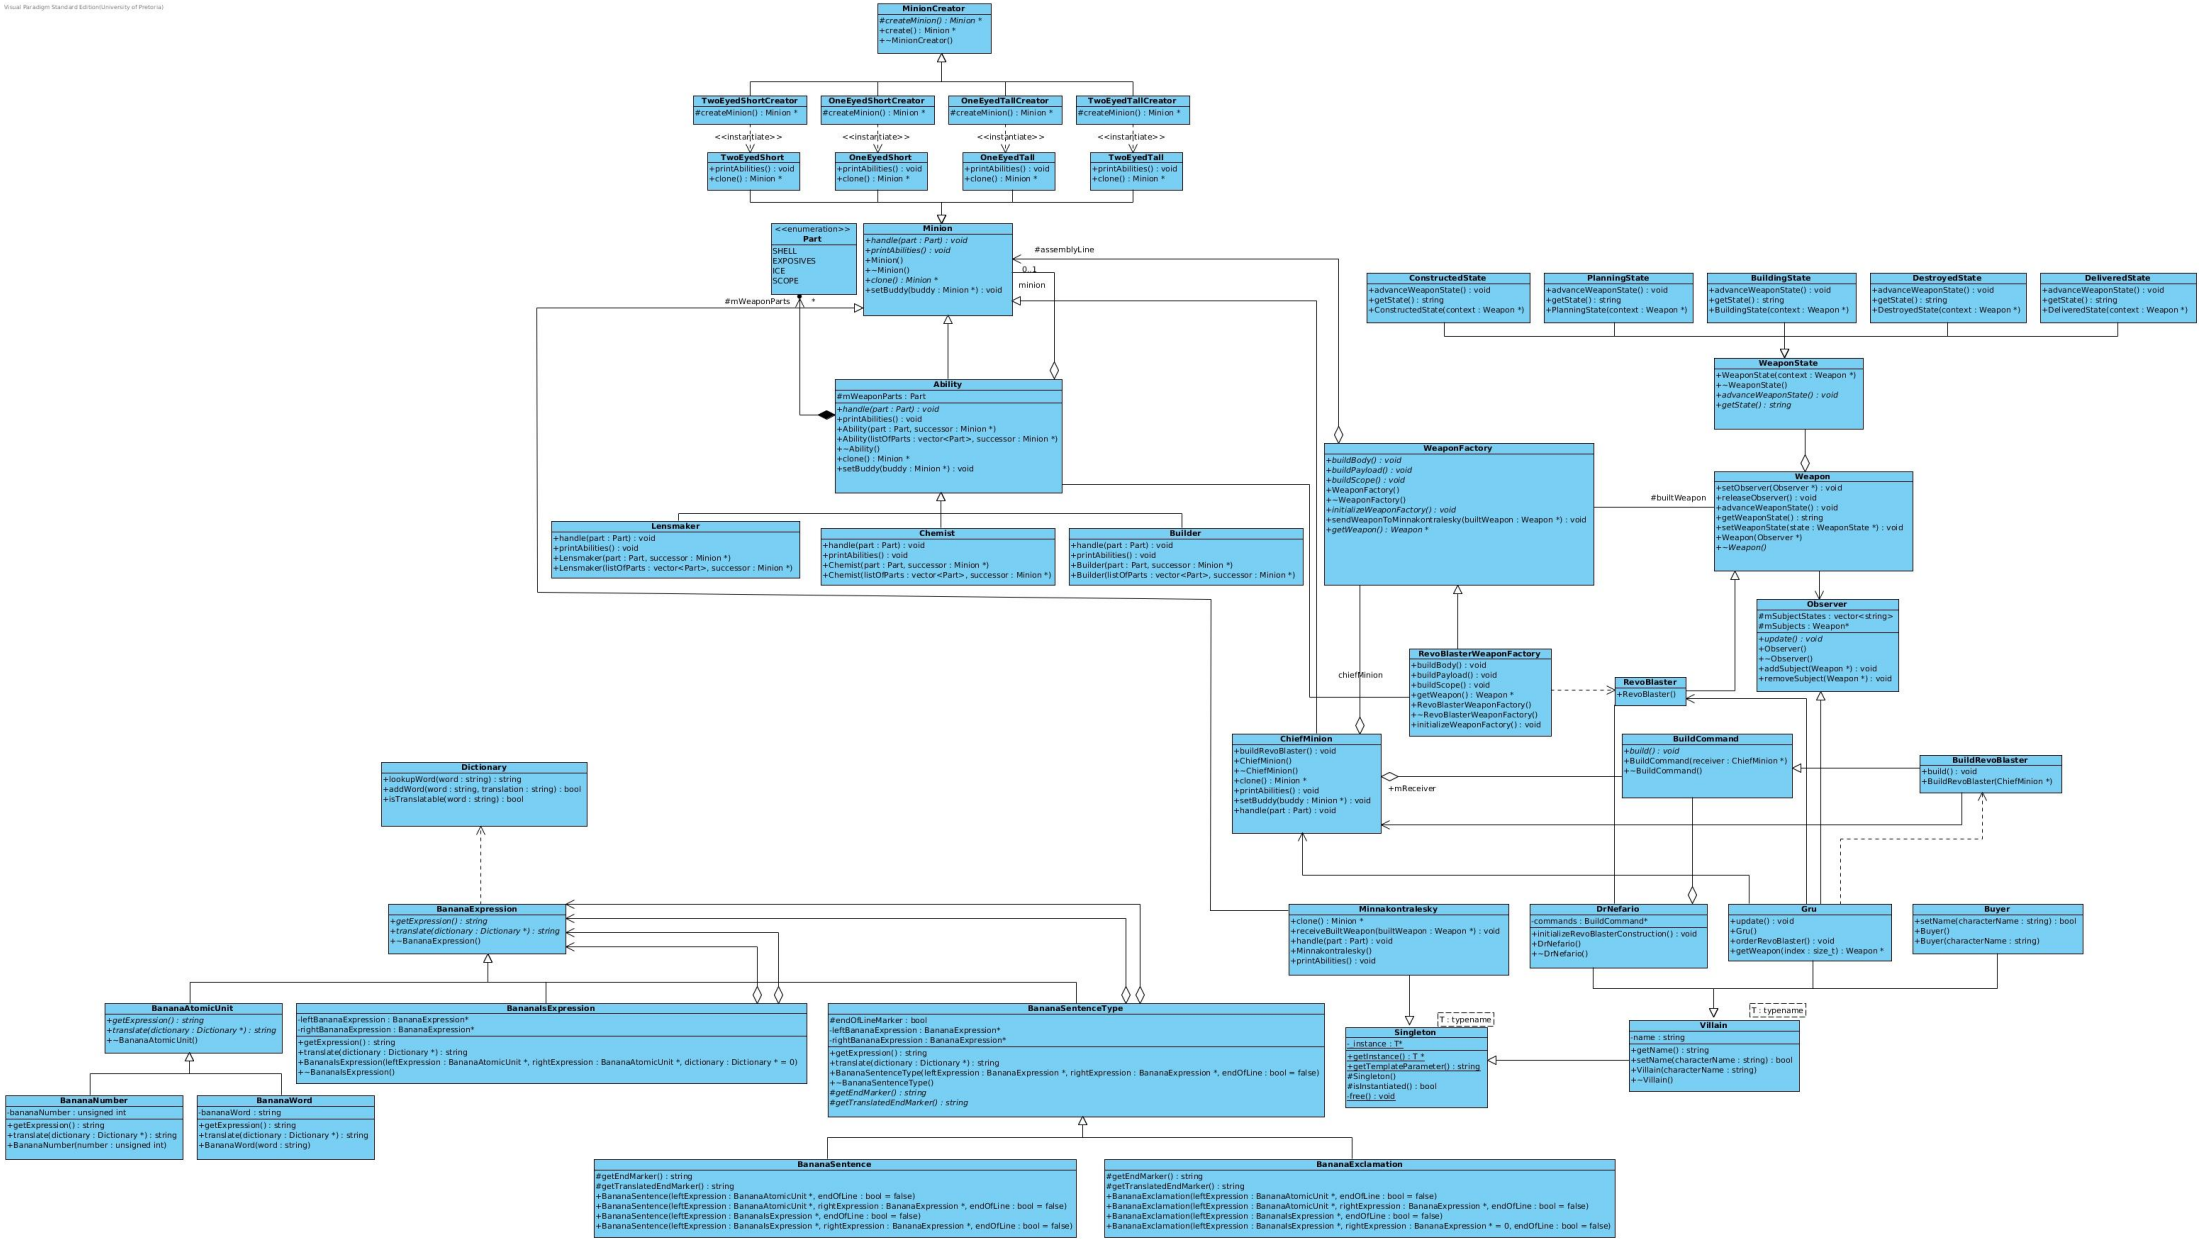 Visual Paradigm Standard Edition(University of Pretoria)
MinionCreator
#createMinion() : Minion *
+create() : Minion *
+~MinionCreator()
TwoEyedShortCreator
#createMinion() : Minion *
OneEyedShortCreator
#createMinion() : Minion *
OneEyedTallCreator
#createMinion() : Minion *
TwoEyedTallCreator
#createMinion() : Minion *
<<instantiate>>
<<instantiate>>
<<instantiate>>
<<instantiate>>
TwoEyedShort
+printAbilities() : void
+clone() : Minion *
OneEyedShort
+printAbilities() : void
+clone() : Minion *
OneEyedTall
+printAbilities() : void
+clone() : Minion *
TwoEyedTall
+printAbilities() : void
+clone() : Minion *
<<enumeration>>
Part
SHELL
EXPOSIVES
ICE
SCOPE
Minion
+handle(part : Part) : void
+printAbilities() : void
+Minion()
+~Minion()
+clone() : Minion *
+setBuddy(buddy : Minion *) : void
#assemblyLine
0..1
minion
#mWeaponParts
*
ConstructedState
+advanceWeaponState() : void
+getState() : string
+ConstructedState(context : Weapon *)
PlanningState
+advanceWeaponState() : void
+getState() : string
+PlanningState(context : Weapon *)
BuildingState
+advanceWeaponState() : void
+getState() : string
+BuildingState(context : Weapon *)
DestroyedState
+advanceWeaponState() : void
+getState() : string
+DestroyedState(context : Weapon *)
DeliveredState
+advanceWeaponState() : void
+getState() : string
+DeliveredState(context : Weapon *)
WeaponState
+WeaponState(context : Weapon *)
+~WeaponState()
+advanceWeaponState() : void
+getState() : string
Ability
#mWeaponParts : Part
+handle(part : Part) : void
+printAbilities() : void
+Ability(part : Part, successor : Minion *)
+Ability(listOfParts : vector<Part>, successor : Minion *)
+~Ability()
+clone() : Minion *
+setBuddy(buddy : Minion *) : void
WeaponFactory
+buildBody() : void
+buildPayload() : void
+buildScope() : void
+WeaponFactory()
+~WeaponFactory()
+initializeWeaponFactory() : void
+sendWeaponToMinnakontralesky(builtWeapon : Weapon *) : void
+getWeapon() : Weapon *
#builtWeapon
Weapon
+setObserver(Observer *) : void
+releaseObserver() : void
+advanceWeaponState() : void
+getWeaponState() : string
+setWeaponState(state : WeaponState *) : void
+Weapon(Observer *)
+~Weapon()
Lensmaker
+handle(part : Part) : void
+printAbilities() : void
+Lensmaker(part : Part, successor : Minion *)
+Lensmaker(listOfParts : vector<Part>, successor : Minion *)
Chemist
+handle(part : Part) : void
+printAbilities() : void
+Chemist(part : Part, successor : Minion *)
+Chemist(listOfParts : vector<Part>, successor : Minion *)
Builder
+handle(part : Part) : void
+printAbilities() : void
+Builder(part : Part, successor : Minion *)
+Builder(listOfParts : vector<Part>, successor : Minion *)
Observer
#mSubjectStates : vector<string>
#mSubjects : Weapon*
+update() : void
+Observer()
+~Observer()
+addSubject(Weapon *) : void
+removeSubject(Weapon *) : void
RevoBlasterWeaponFactory
+buildBody() : void
+buildPayload() : void
+buildScope() : void
+getWeapon() : Weapon *
+RevoBlasterWeaponFactory()
+~RevoBlasterWeaponFactory()
+initializeWeaponFactory() : void
chiefMinion
RevoBlaster
+RevoBlaster()
ChiefMinion
+buildRevoBlaster() : void
+ChiefMinion()
+~ChiefMinion()
+clone() : Minion *
+printAbilities() : void
+setBuddy(buddy : Minion *) : void
+handle(part : Part) : void
+mReceiver
BuildCommand
+build() : void
+BuildCommand(receiver : ChiefMinion *)
+~BuildCommand()
BuildRevoBlaster
+build() : void
+BuildRevoBlaster(ChiefMinion *)
Dictionary
+lookupWord(word : string) : string
+addWord(word : string, translation : string) : bool
+isTranslatable(word : string) : bool
BananaExpression
+getExpression() : string
+translate(dictionary : Dictionary *) : string
+~BananaExpression()
Minnakontralesky
+clone() : Minion *
+receiveBuiltWeapon(builtWeapon : Weapon *) : void
+handle(part : Part) : void
+Minnakontralesky()
+printAbilities() : void
DrNefario
-commands : BuildCommand*
+initializeRevoBlasterConstruction() : void
+DrNefario()
+~DrNefario()
Gru
+update() : void
+Gru()
+orderRevoBlaster() : void
+getWeapon(index : size_t) : Weapon *
Buyer
+setName(characterName : string) : bool
+Buyer()
+Buyer(characterName : string)
BananaAtomicUnit
+getExpression() : string
+translate(dictionary : Dictionary *) : string
+~BananaAtomicUnit()
BananaIsExpression
-leftBananaExpression : BananaExpression*
-rightBananaExpression : BananaExpression*
+getExpression() : string
+translate(dictionary : Dictionary *) : string
+BananaIsExpression(leftExpression : BananaAtomicUnit *, rightExpression : BananaAtomicUnit *, dictionary : Dictionary * = 0)
+~BananaIsExpression()
BananaSentenceType
#endOfLineMarker : bool
-leftBananaExpression : BananaExpression*
-rightBananaExpression : BananaExpression*
+getExpression() : string
+translate(dictionary : Dictionary *) : string
+BananaSentenceType(leftExpression : BananaExpression *, rightExpression : BananaExpression *, endOfLine : bool = false)
+~BananaSentenceType()
#getEndMarker() : string
#getTranslatedEndMarker() : string
T : typename
Singleton
-_instance : T*
+getInstance() : T *
+getTemplateParameter() : string
#Singleton()
#isInstantiated() : bool
-free() : void
T : typename
Villain
-name : string
+getName() : string
+setName(characterName : string) : bool
+Villain(characterName : string)
+~Villain()
BananaNumber
-bananaNumber : unsigned int
+getExpression() : string
+translate(dictionary : Dictionary *) : string
+BananaNumber(number : unsigned int)
BananaWord
-bananaWord : string
+getExpression() : string
+translate(dictionary : Dictionary *) : string
+BananaWord(word : string)
BananaSentence
#getEndMarker() : string
#getTranslatedEndMarker() : string
+BananaSentence(leftExpression : BananaAtomicUnit *, endOfLine : bool = false)
+BananaSentence(leftExpression : BananaAtomicUnit *, rightExpression : BananaExpression *, endOfLine : bool = false)
+BananaSentence(leftExpression : BananaIsExpression *, endOfLine : bool = false)
+BananaSentence(leftExpression : BananaIsExpression *, rightExpression : BananaExpression *, endOfLine : bool = false)
BananaExclamation
#getEndMarker() : string
#getTranslatedEndMarker() : string
+BananaExclamation(leftExpression : BananaAtomicUnit *, endOfLine : bool = false)
+BananaExclamation(leftExpression : BananaAtomicUnit *, rightExpression : BananaExpression *, endOfLine : bool = false)
+BananaExclamation(leftExpression : BananaIsExpression *, endOfLine : bool = false)
+BananaExclamation(leftExpression : BananaIsExpression *, rightExpression : BananaExpression * = 0, endOfLine : bool = false)